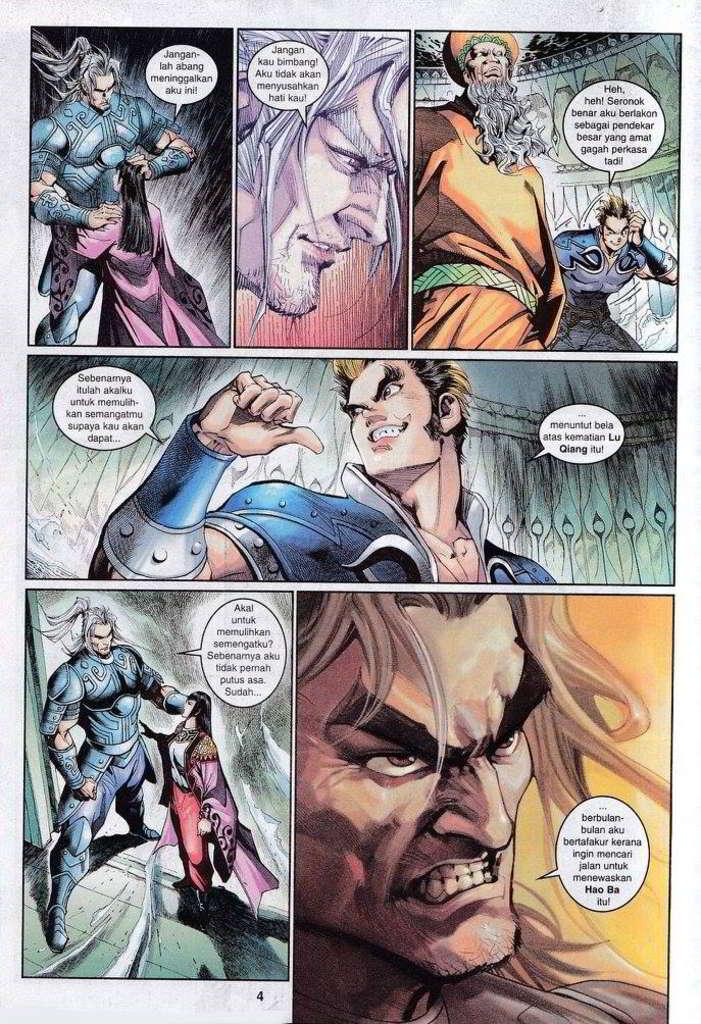 Jangan-
lah abang
meninggalkan
aku ini!
Jangan
kau bimbang!
Aku tidak akan
menyusahkan
hati kau!
Heh,
heh! Seronok
benar aku berlakon
sebagai pendekar
besar yang amat
gagah perkasa
tadi!
Sebenarnya
itulah akalku
untuk memulih-
kan semangatmu
supaya kau akan
dapat...
...
menuntut bela
atas kematian Lu
Qiang itu!
Akal
untuk
memulihkan
semengatku?
Sebenarnya aku
tidak pernah
putus asa.
Sudah...
...
berbulan-
bulan aku
bertafakur kerana
ingin mencari
jalan untuk
menewaskan
Hao Ba
itu!
4